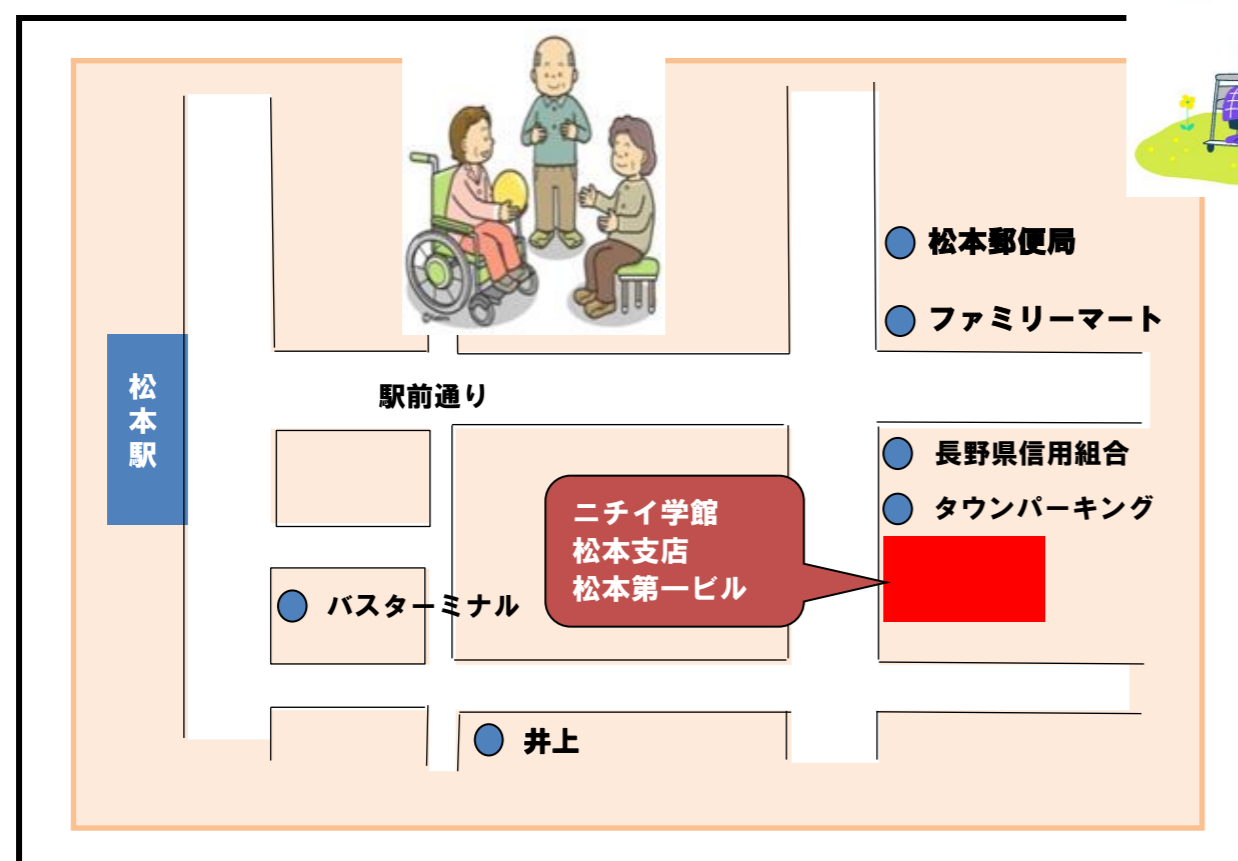 松本郵便局
ファミリーマート
駅前通り
松本駅
長野県信用組合
タウンパーキング
ニチイ学館
松本支店
松本第一ビル
バスターミナル
井上